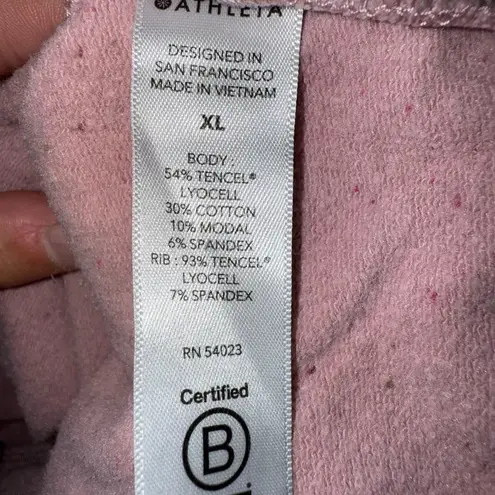 ATHLETA
DESIGNED IN
SAN FRANCISCO
MADE IN VIETNAM
XL
BODY :
54% TENCEL®
LYOCELL
30% COTTON
10% MODAL
6% SPANDEX
RIB : 93% TENCEL®
LYOCELL
7% SPANDEX
RN 54023
Certified
B